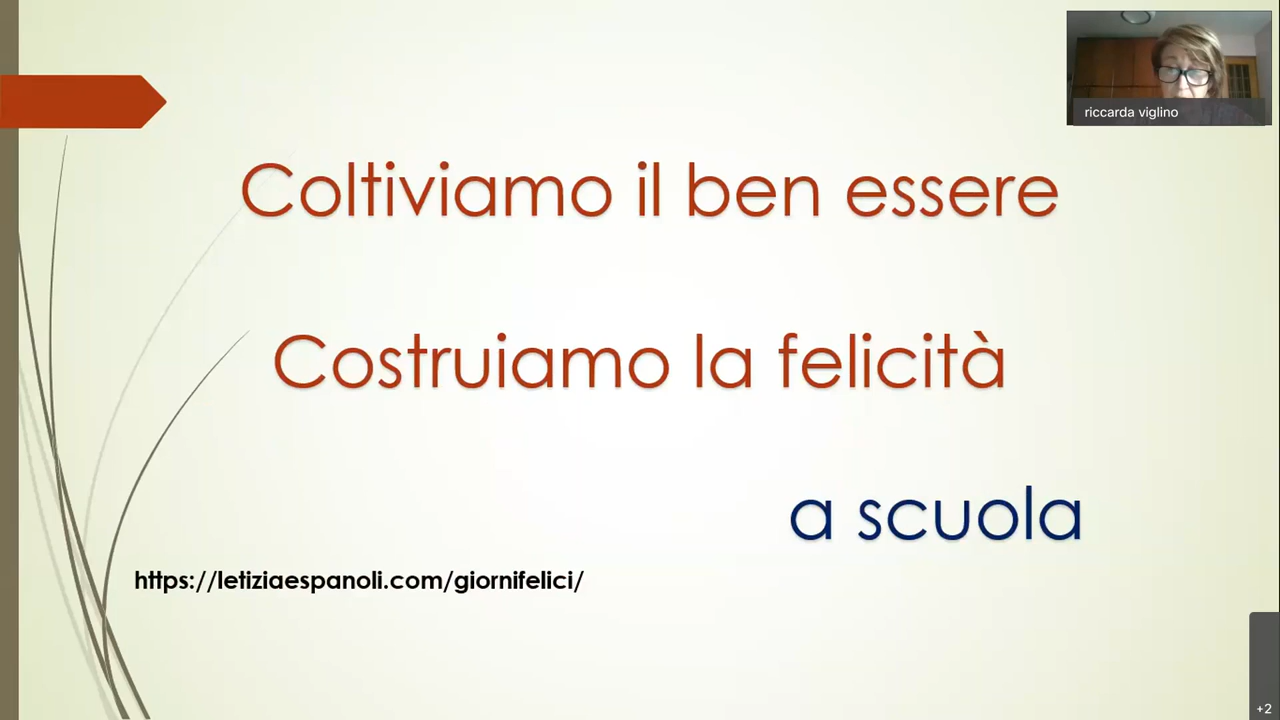 riccarda viglino
Coltiviamo il ben essere
Costruiamo la felicità
a scuola
https://letiziaespanoli.com/giornifelici/
+2